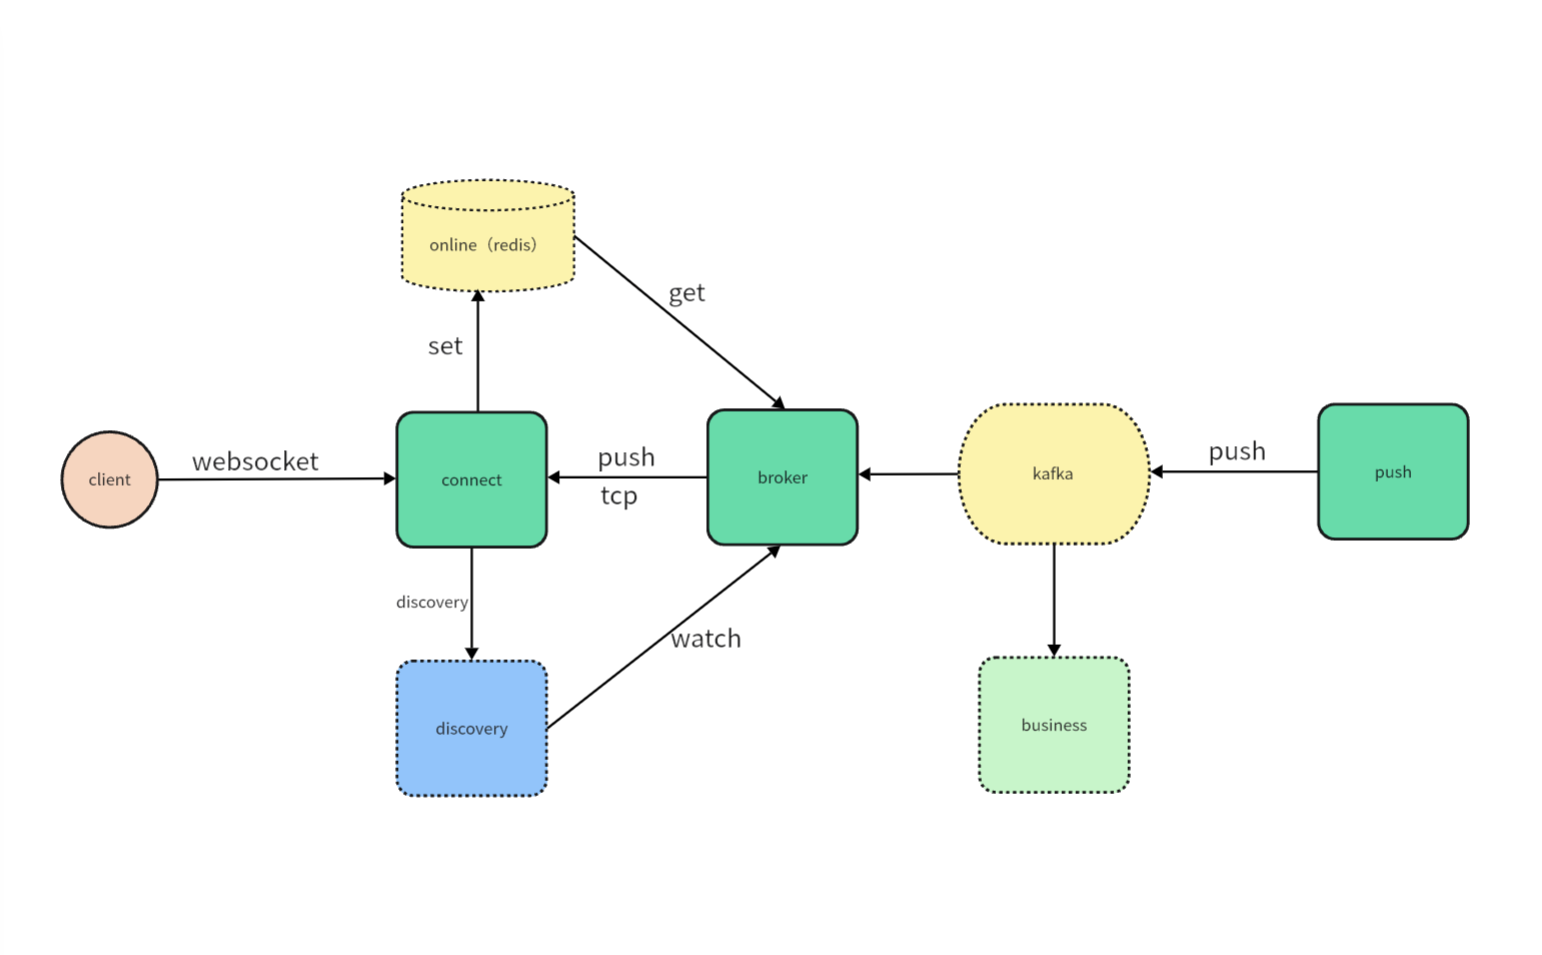 online（redis）
get
set
client
websocket
connect
push
tcp
broker
kafka
push
push
discovery
watch
discovery
business